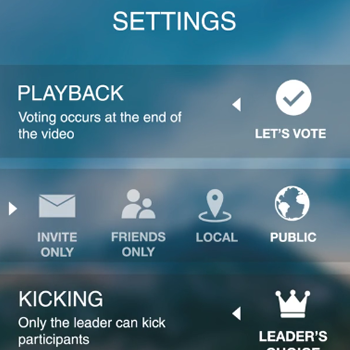 SETTINGS
PLAYBACK
Voting occurs at the end of
the video
LET'S VOTE
INVITE
ONLY
FRIENDS
ONLY
LOCAL
PUBLIC
KICKING
Only the leader can kick
participants
LEADER'S
CHOICE